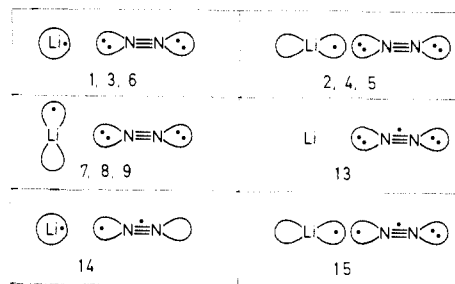 Li N≡N Li N≡N
1, 3, 6 2, 4, 5
Li N≡N Li N≡N
7, 8, 9 13
Li N≡N Li N≡N
14 15